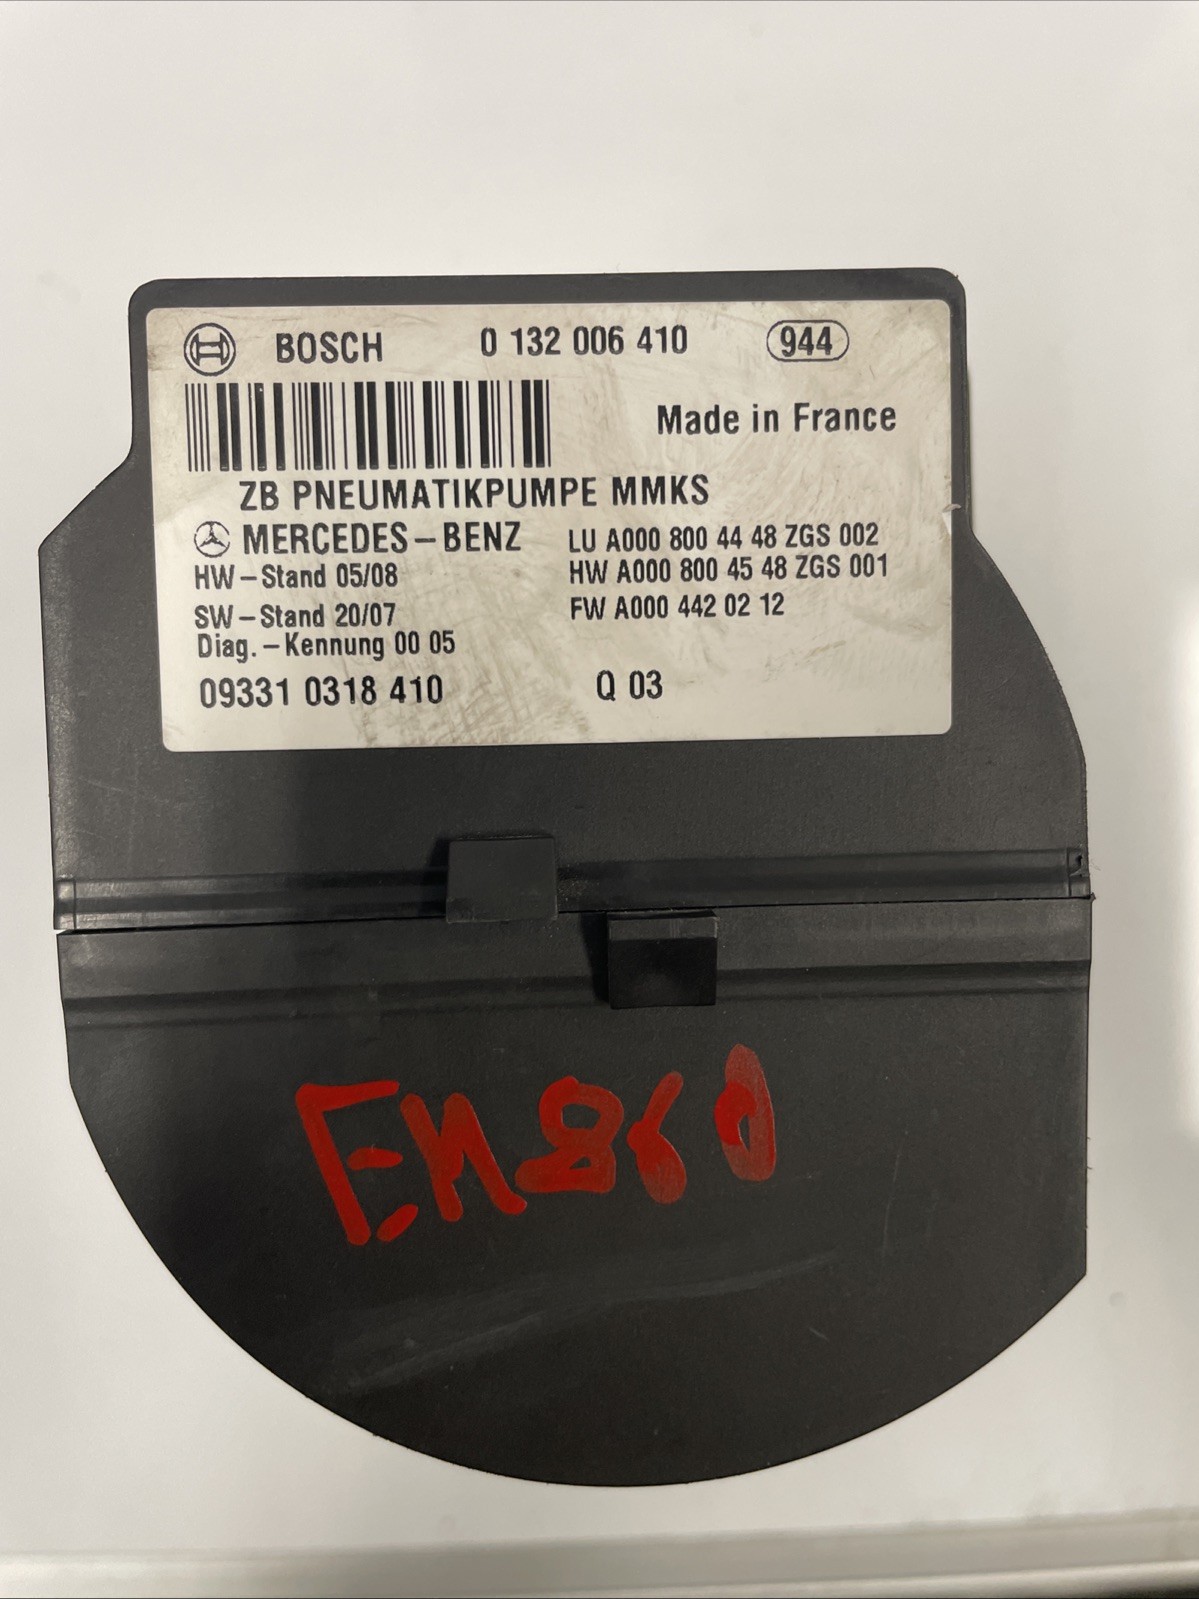 BOSCH 0 132 006 410 944
Made in France
ZB PNEUMATIKPUMPE MMKS
MERCEDES-BENZ LU A000 800 44 48 ZGS 002
HW-Stand 05/08 HW A000 800 45 48 ZGS 001
SW-Stand 20/07 FW A000 442 02 12
Diag.-Kennung 00 05
09331 0318 410 Q 03
EM860